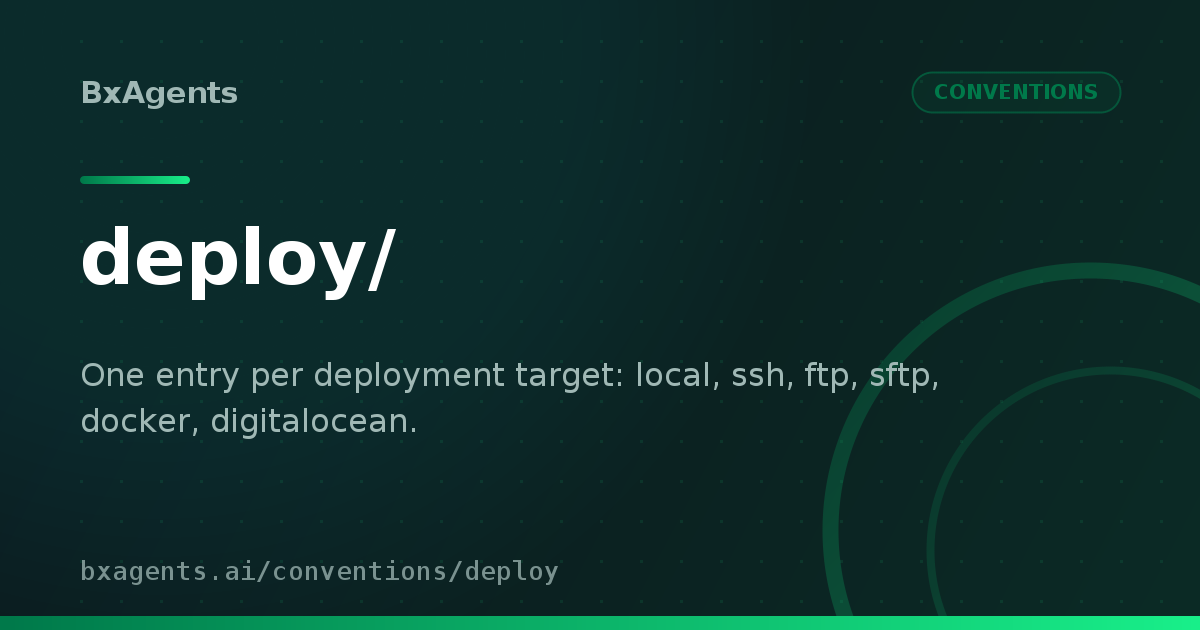 BxAgents
CONVENTIONS
deploy/
One entry per deployment target: local, ssh, ftp, sftp,
docker, digitalocean.
bxagents.ai/conventions/deploy